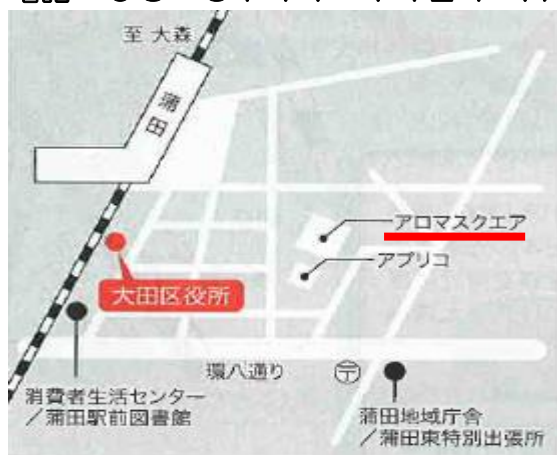 至 大森
蒲田
アロマスクエア
アプリコ
大田区役所
環八通り
〒
消費者生活センター
/蒲田駅前図書館
蒲田地域庁舎
/蒲田東特別出張所